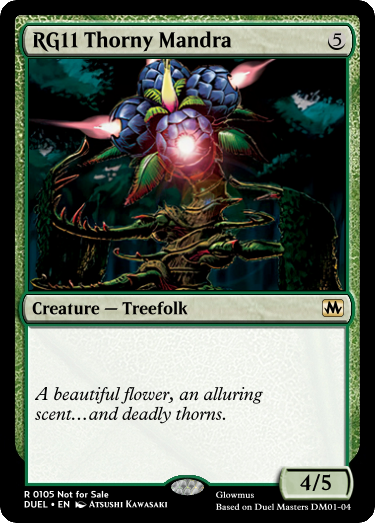 RG11 Thorny Mandra 5
Creature — Treefolk
A beautiful flower, an alluring
scent…and deadly thorns.
4/5
R 0105 Not for Sale
DUEL • EN Atsushi Kawasaki
Glowmus
Based on Duel Masters DM01-04